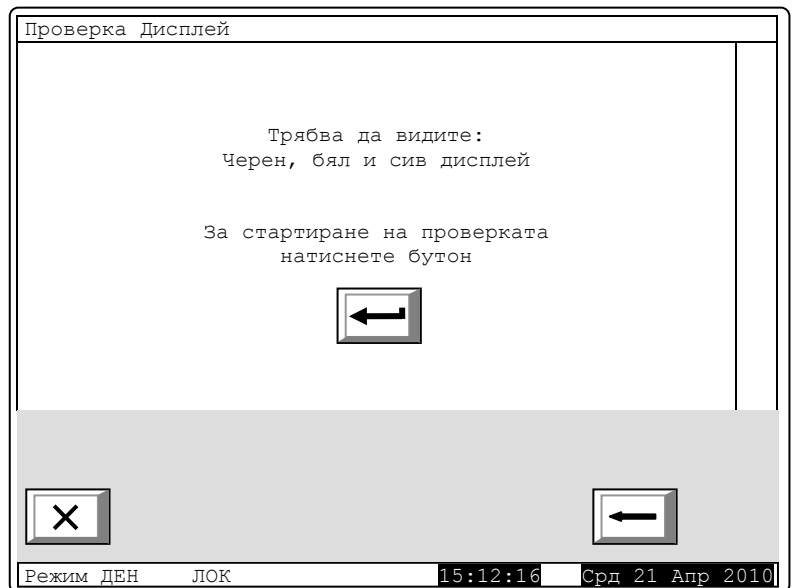 Проверка Дисплей
Трябва да видите:
Черен, бял и сив дисплей
За стартиране на проверката
натиснете бутон
Режим ДЕН ЛОК 15:12:16 Срд 21 Апр 2010